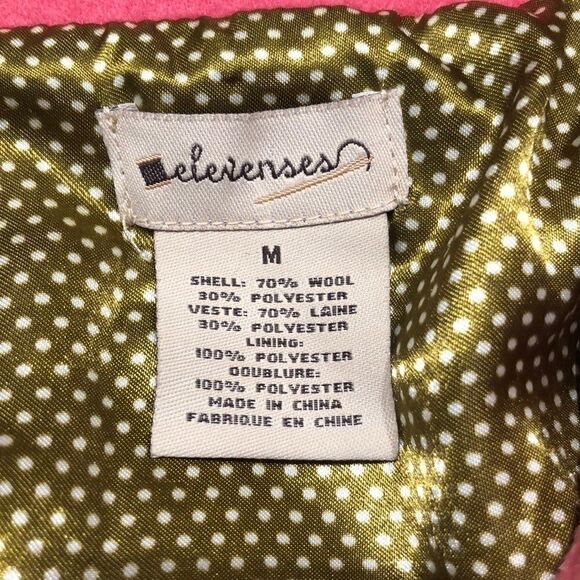 elevenses
M
SHELL: 70% WOOL
30% POLYESTER
VESTE: 70% LAINE
30% POLYESTER
LINING:
100% POLYESTER
DOUBLURE:
100% POLYESTER
MADE IN CHINA
FABRIQUE EN CHINE